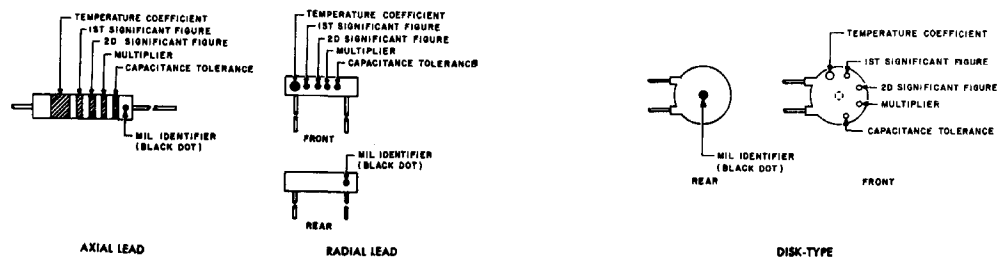 TEMPERATURE COEFFICIENT
1ST SIGNIFICANT FIGURE
2D SIGNIFICANT FIGURE
MULTIPLIER
CAPACITANCE TOLERANCE
MIL IDENTIFIER
(BLACK DOT)
AXIAL LEAD
TEMPERATURE COEFFICIENT
1ST SIGNIFICANT FIGURE
2D SIGNIFICANT FIGURE
MULTIPLIER
CAPACITANCE TOLERANCE
FRONT
MIL IDENTIFIER
(BLACK DOT)
REAR
RADIAL LEAD
MIL IDENTIFIER
(BLACK DOT)
REAR
TEMPERATURE COEFFICIENT
1ST SIGNIFICANT FIGURE
2D SIGNIFICANT FIGURE
MULTIPLIER
CAPACITANCE TOLERANCE
FRONT
DISK-TYPE